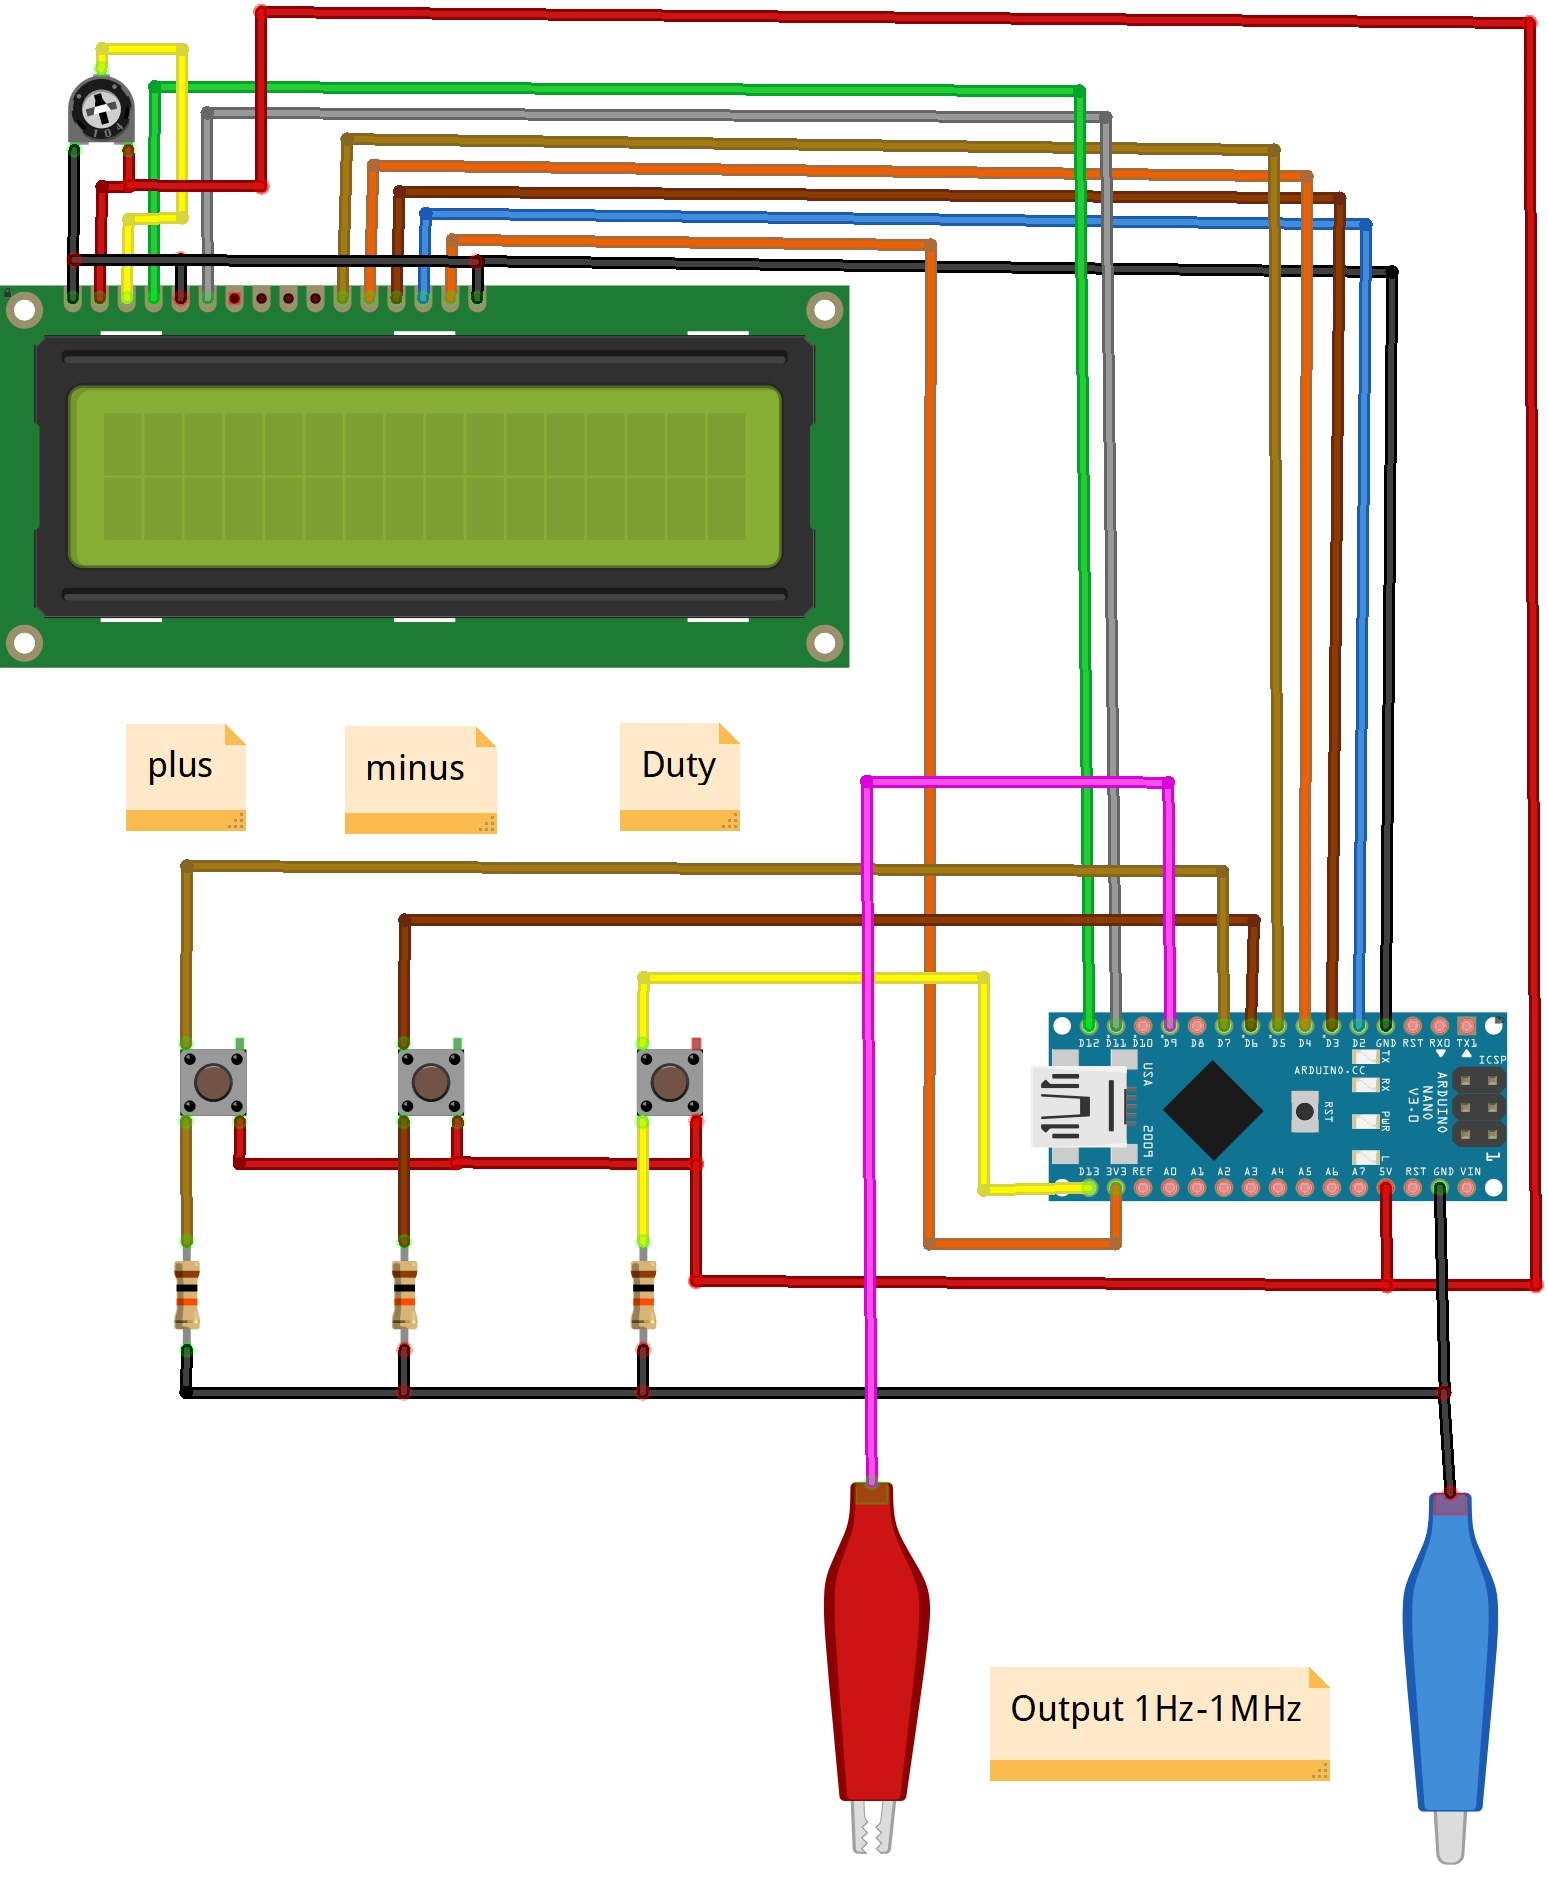 104
plus
minus
Duty
D12 D11 D10 D9 D8 D7 D6 D5 D4 D3 D2 GND RST RX0 TX1
ICSP
TX
RX
PWR
L
USA
5005
ARDUINO.CC
RST
ARDUINO
NANO
V3.0
1
D13 3V3 REF A0 A1 A2 A3 A4 A5 A6 A7 5V RST GND VIN
Output 1Hz-1MHz